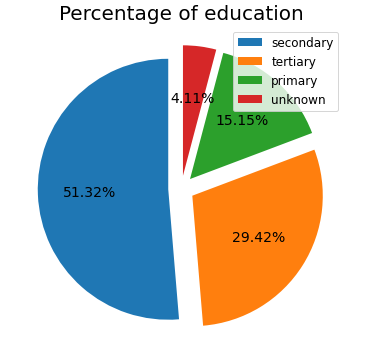 Percentage of education
secondary
tertiary
primary
unknown
4.11%
15.15%
51.32%
29.42%